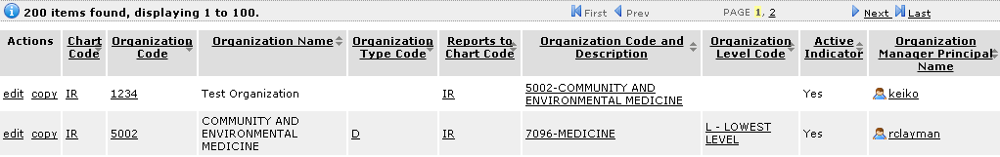 200 items found, displaying 1 to 100. First Prev PAGE 1, 2 Next Last
Actions Chart Code Organization Code Organization Name Organization Type Code Reports to Chart Code Organization Code and Description Organization Level Code Active Indicator Organization Manager Principal Name
edit copy IR 1234 Test Organization IR 5002-COMMUNITY AND ENVIRONMENTAL MEDICINE Yes keiko
edit copy IR 5002 COMMUNITY AND ENVIRONMENTAL MEDICINE D IR 7096-MEDICINE L - LOWEST LEVEL Yes rclayman